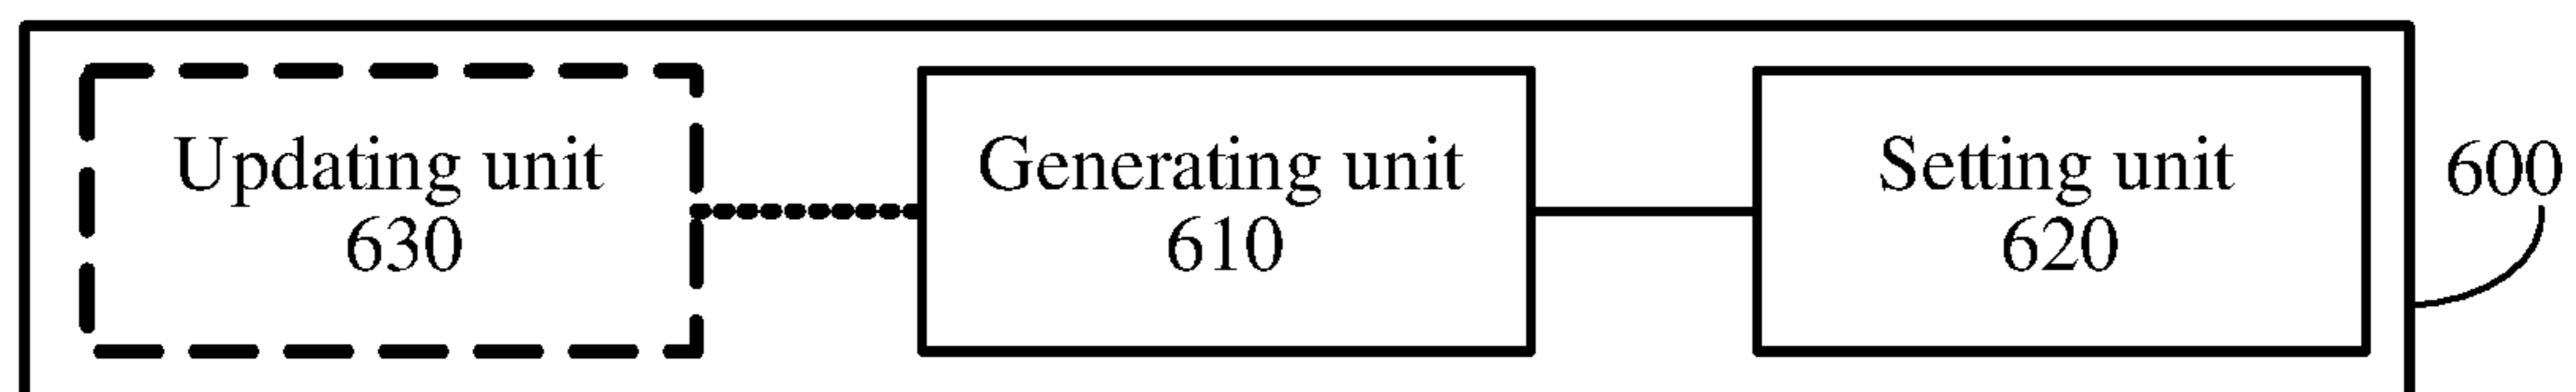 Updating unit
630
Generating unit
610
Setting unit
620
600